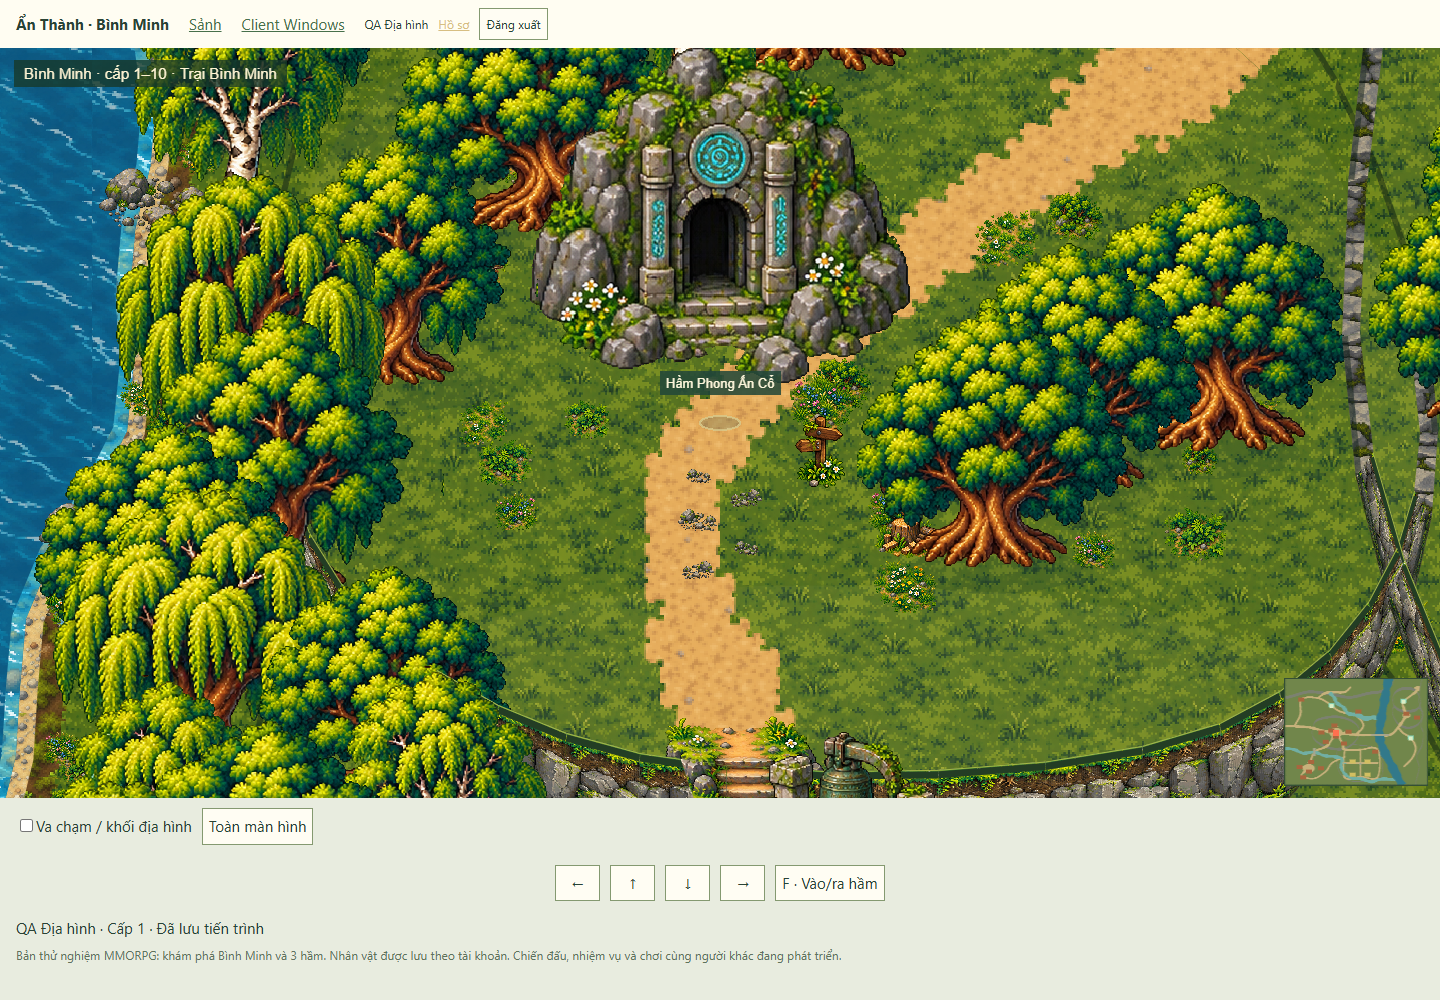 Ẩn Thành · Bình Minh Sảnh Client Windows QA Địa hình Hồ sơ Đăng xuất
Bình Minh · cấp 1–10 · Trại Bình Minh
Hầm Phong Ấn Cổ
Va chạm / khối địa hình Toàn màn hình
← ↑ ↓ → F · Vào/ra hầm
QA Địa hình · Cấp 1 · Đã lưu tiến trình
Bản thử nghiệm MMORPG: khám phá Bình Minh và 3 hầm. Nhân vật được lưu theo tài khoản. Chiến đấu, nhiệm vụ và chơi cùng người khác đang phát triển.